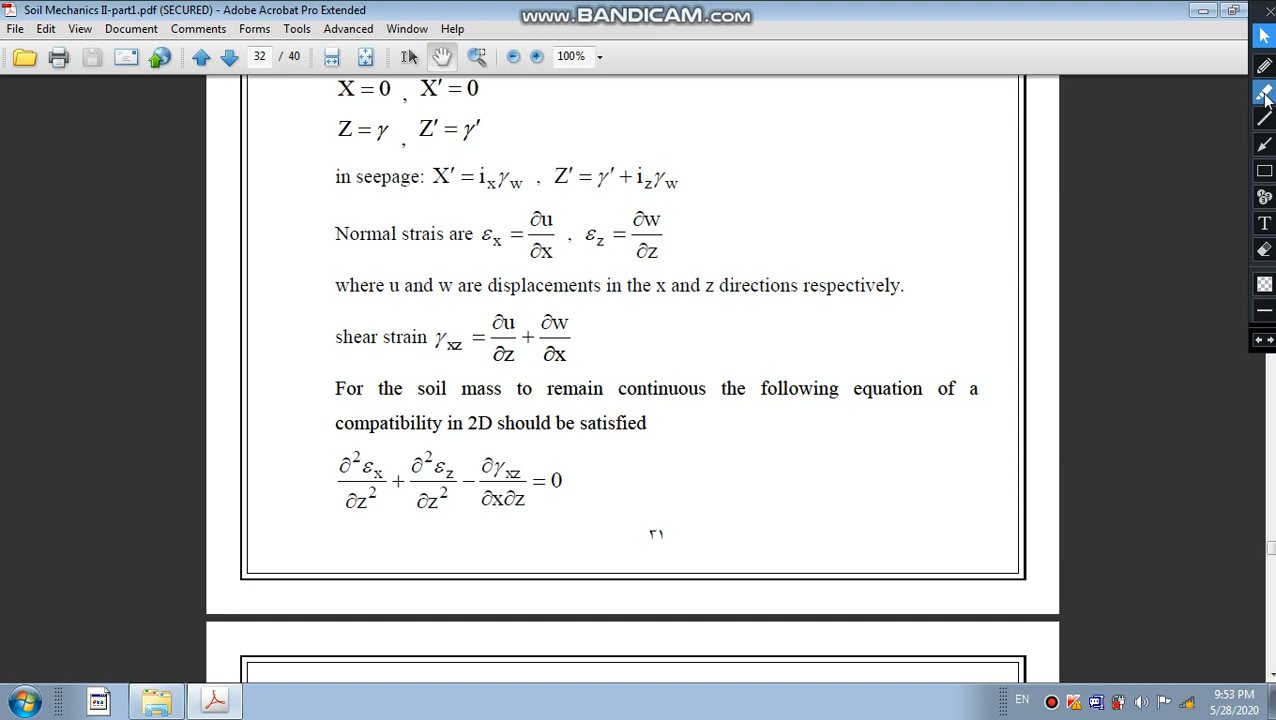 Soil Mechanics II-part1.pdf (SECURED) - Adobe Acrobat Pro Extended
www.BANDICAM.com
File Edit View Document Comments Forms Tools Advanced Window Help
32 / 40 100%
X = 0 , X′ = 0
Z = γ , Z′ = γ′
in seepage: X′ = i_x γ_w , Z′ = γ′ + i_z γ_w
Normal strais are ε_x = ∂u/∂x , ε_z = ∂w/∂z
where u and w are displacements in the x and z directions respectively.
shear strain γ_xz = ∂u/∂z + ∂w/∂x
For the soil mass to remain continuous the following equation of a
compatibility in 2D should be satisfied
∂²ε_x/∂z² + ∂²ε_z/∂z² − ∂γ_xz/∂x∂z = 0
٣١
T
EN
9:53 PM
5/28/2020